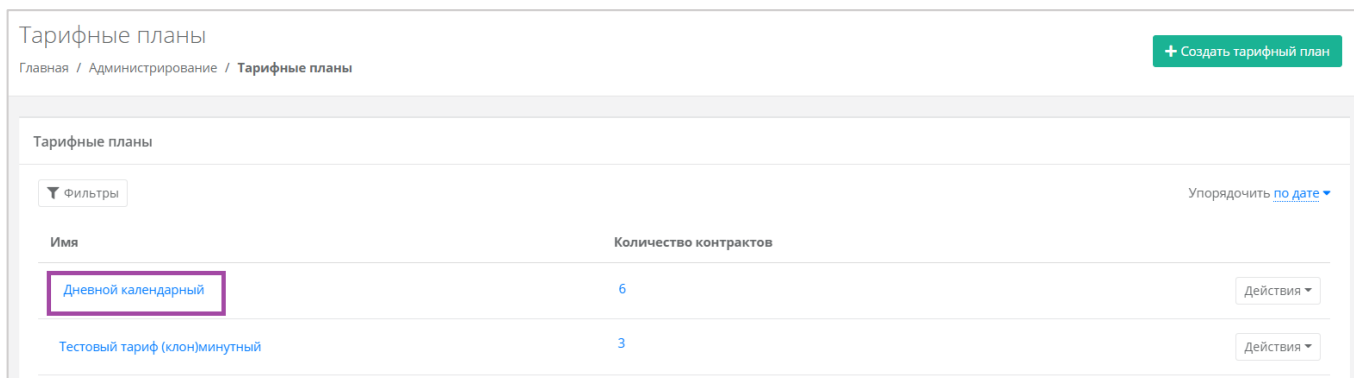 Тарифные планы
+ Создать тарифный план
Главная / Администрирование / Тарифные планы
Тарифные планы
Фильтры
Упорядочить по дате
Имя Количество контрактов
Дневной календарный 6 Действия
Тестовый тариф (клон)минутный 3 Действия